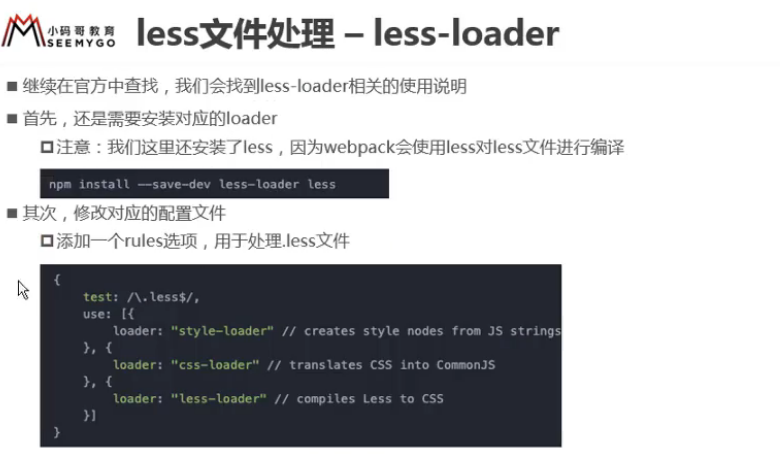 小码哥教育
SEEMYGO
less文件处理 – less-loader
继续在官方中查找，我们会找到less-loader相关的使用说明
首先，还是需要安装对应的loader
注意：我们这里还安装了less，因为webpack会使用less对less文件进行编译
npm install --save-dev less-loader less
其次，修改对应的配置文件
添加一个rules选项，用于处理.less文件
{
test: /\.less$/,
use: [{
loader: "style-loader" // creates style nodes from JS strings
}, {
loader: "css-loader" // translates CSS into CommonJS
}, {
loader: "less-loader" // compiles Less to CSS
}]
}